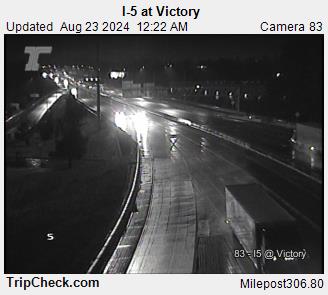 I-5 at Victory
Updated Aug 23 2024 12:22 AM Camera 83
S
83 - I5 @ Victory
TripCheck.com Milepost306.80